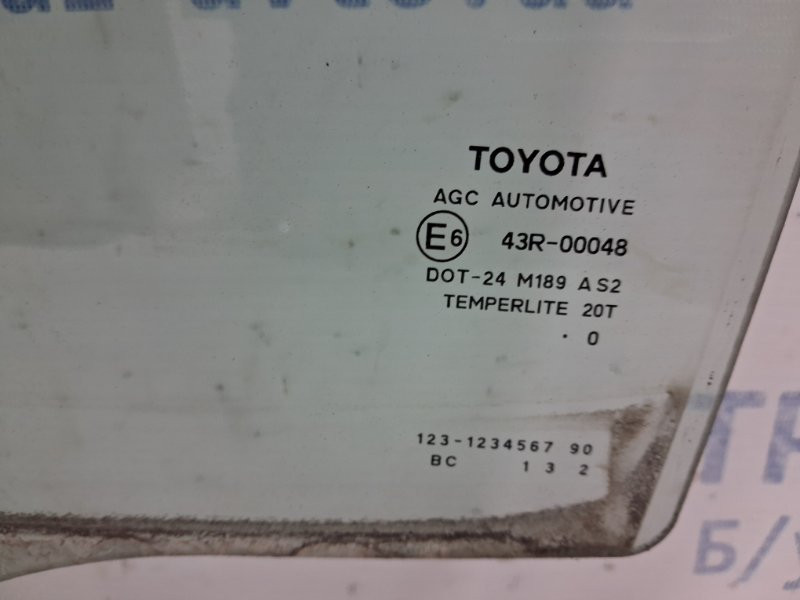 TOYOTA
AGC AUTOMOTIVE
E6 43R-00048
DOT-24 M189 AS2
TEMPERLITE 20T
. 0
123-1234567 90
BC 1 3 2
Б/у